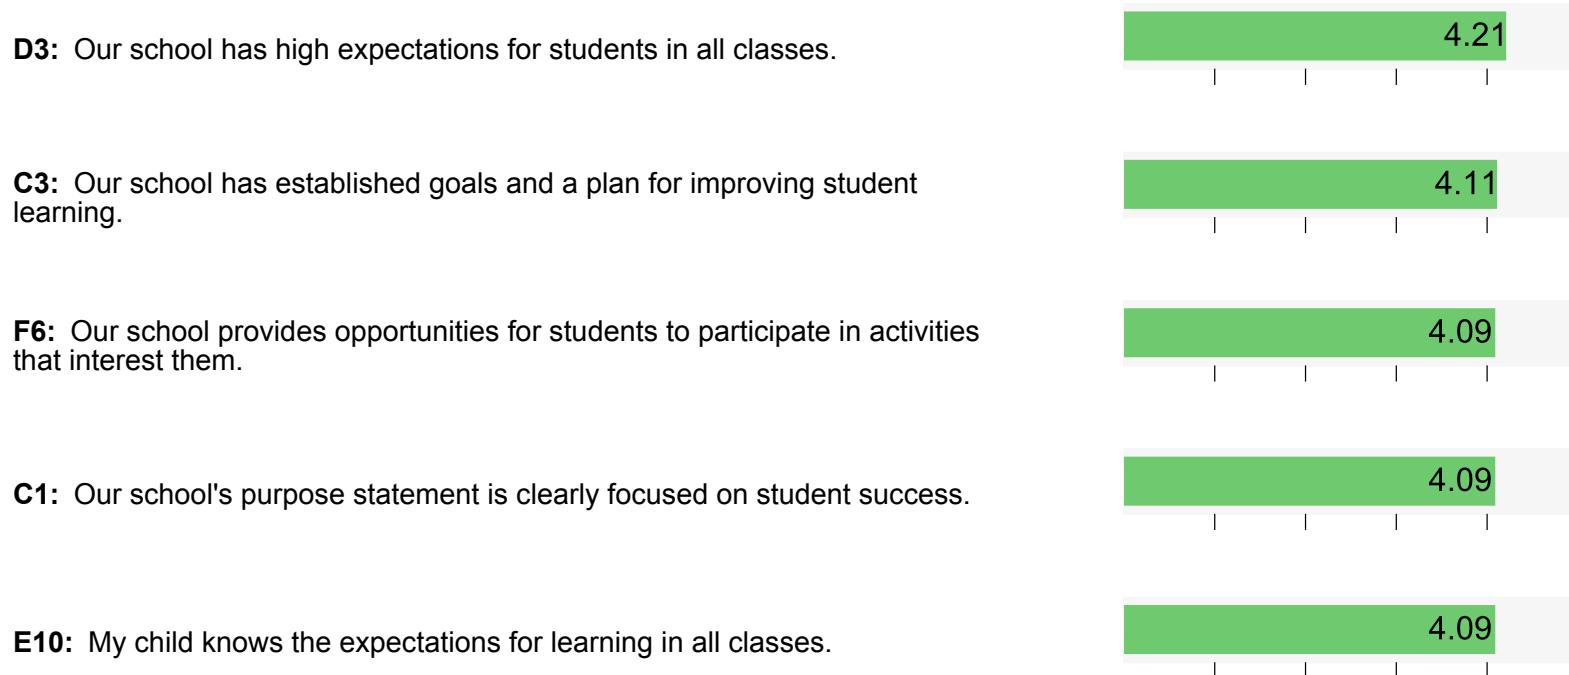 D3: Our school has high expectations for students in all classes.
4.21
C3: Our school has established goals and a plan for improving student
learning.
4.11
F6: Our school provides opportunities for students to participate in activities
that interest them.
4.09
C1: Our school's purpose statement is clearly focused on student success.
4.09
E10: My child knows the expectations for learning in all classes.
4.09